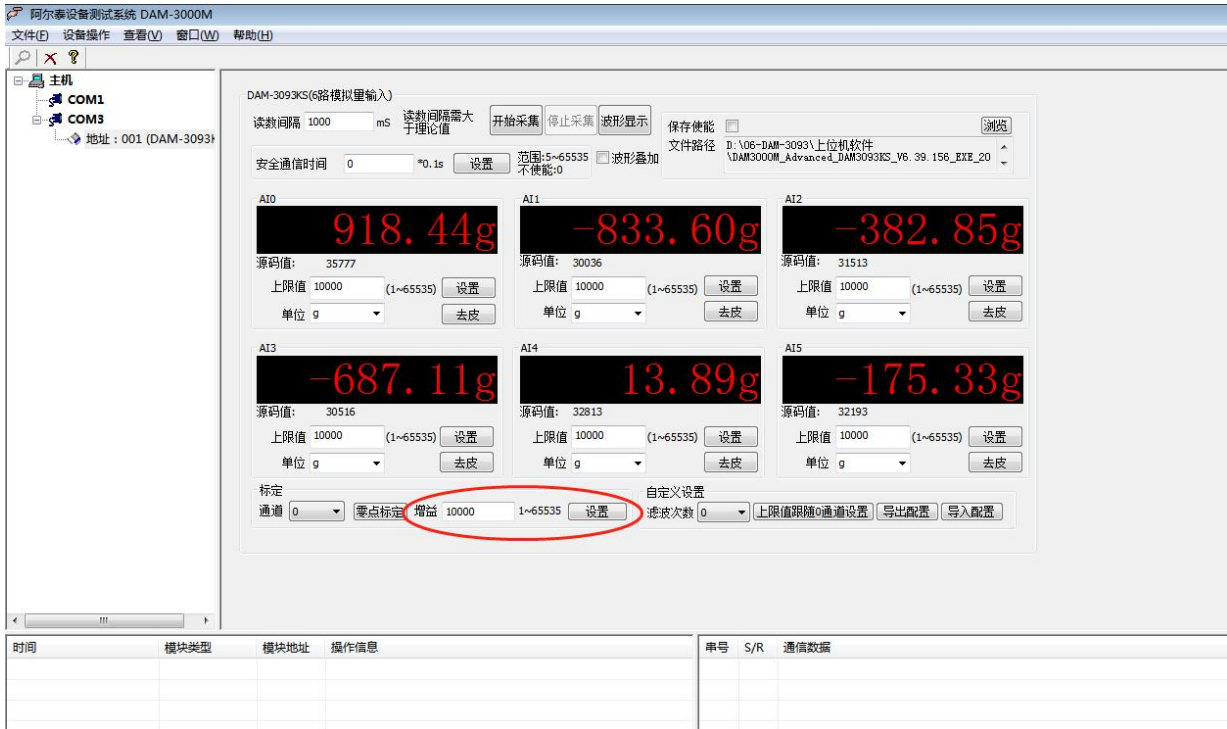 阿尔泰设备测试系统 DAM-3000M
文件(F) 设备操作 查看(V) 窗口(W) 帮助(H)
主机
COM1
COM3
地址：001 (DAM-3093K
DAM-3093KS(6路模拟里输入)
读数间隔 1000 mS 读数间隔需大于理论值 开始采集 停止采集 波形显示
保存使能 浏览
文件路径 D:\06-DAM-3093\上位机软件
\DAM3000M_Advanced_DAM3093KS_V6.39.156_EXE_20
安全通信时间 0 *0.1s 设置 范围:5~65535 不使能:0 波形叠加
AI0 AI1 AI2
918.44g -833.60g -382.85g
源码值: 35777 源码值: 30036 源码值: 31513
上限值 10000 (1~65535) 设置 上限值 10000 (1~65535) 设置 上限值 10000 (1~65535) 设置
单位 g 去皮 单位 g 去皮 单位 g 去皮
AI3 AI4 AI5
-687.11g 13.89g -175.33g
源码值: 30516 源码值: 32813 源码值: 32193
上限值 10000 (1~65535) 设置 上限值 10000 (1~65535) 设置 上限值 10000 (1~65535) 设置
单位 g 去皮 单位 g 去皮 单位 g 去皮
标定 自定义设置
通道 0 零点标定 增益 10000 1~65535 设置 滤波次数 0 上限值跟随0通道设置 导出配置 导入配置
时间 模块类型 模块地址 操作信息 串号 S/R 通信数据